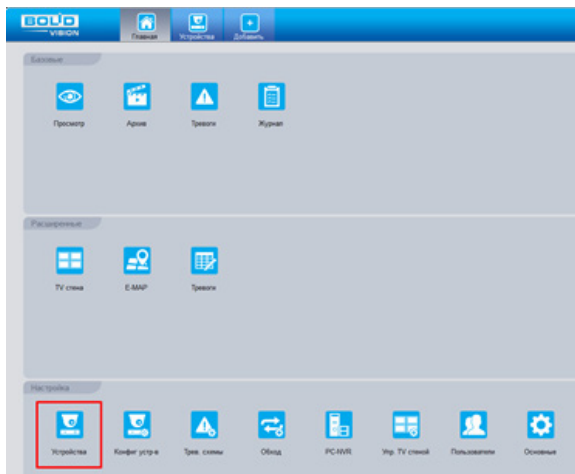 BOLID
VISION
Главная
Устройства
Добавить
Базовые
Просмотр Архив Тревоги Журнал
Расширенные
TV стена E-MAP Тревоги
Настройка
Устройства Конфиг устр-в Трев. схемы Обход PC-NVR Упр. TV стеной Пользователи Основные